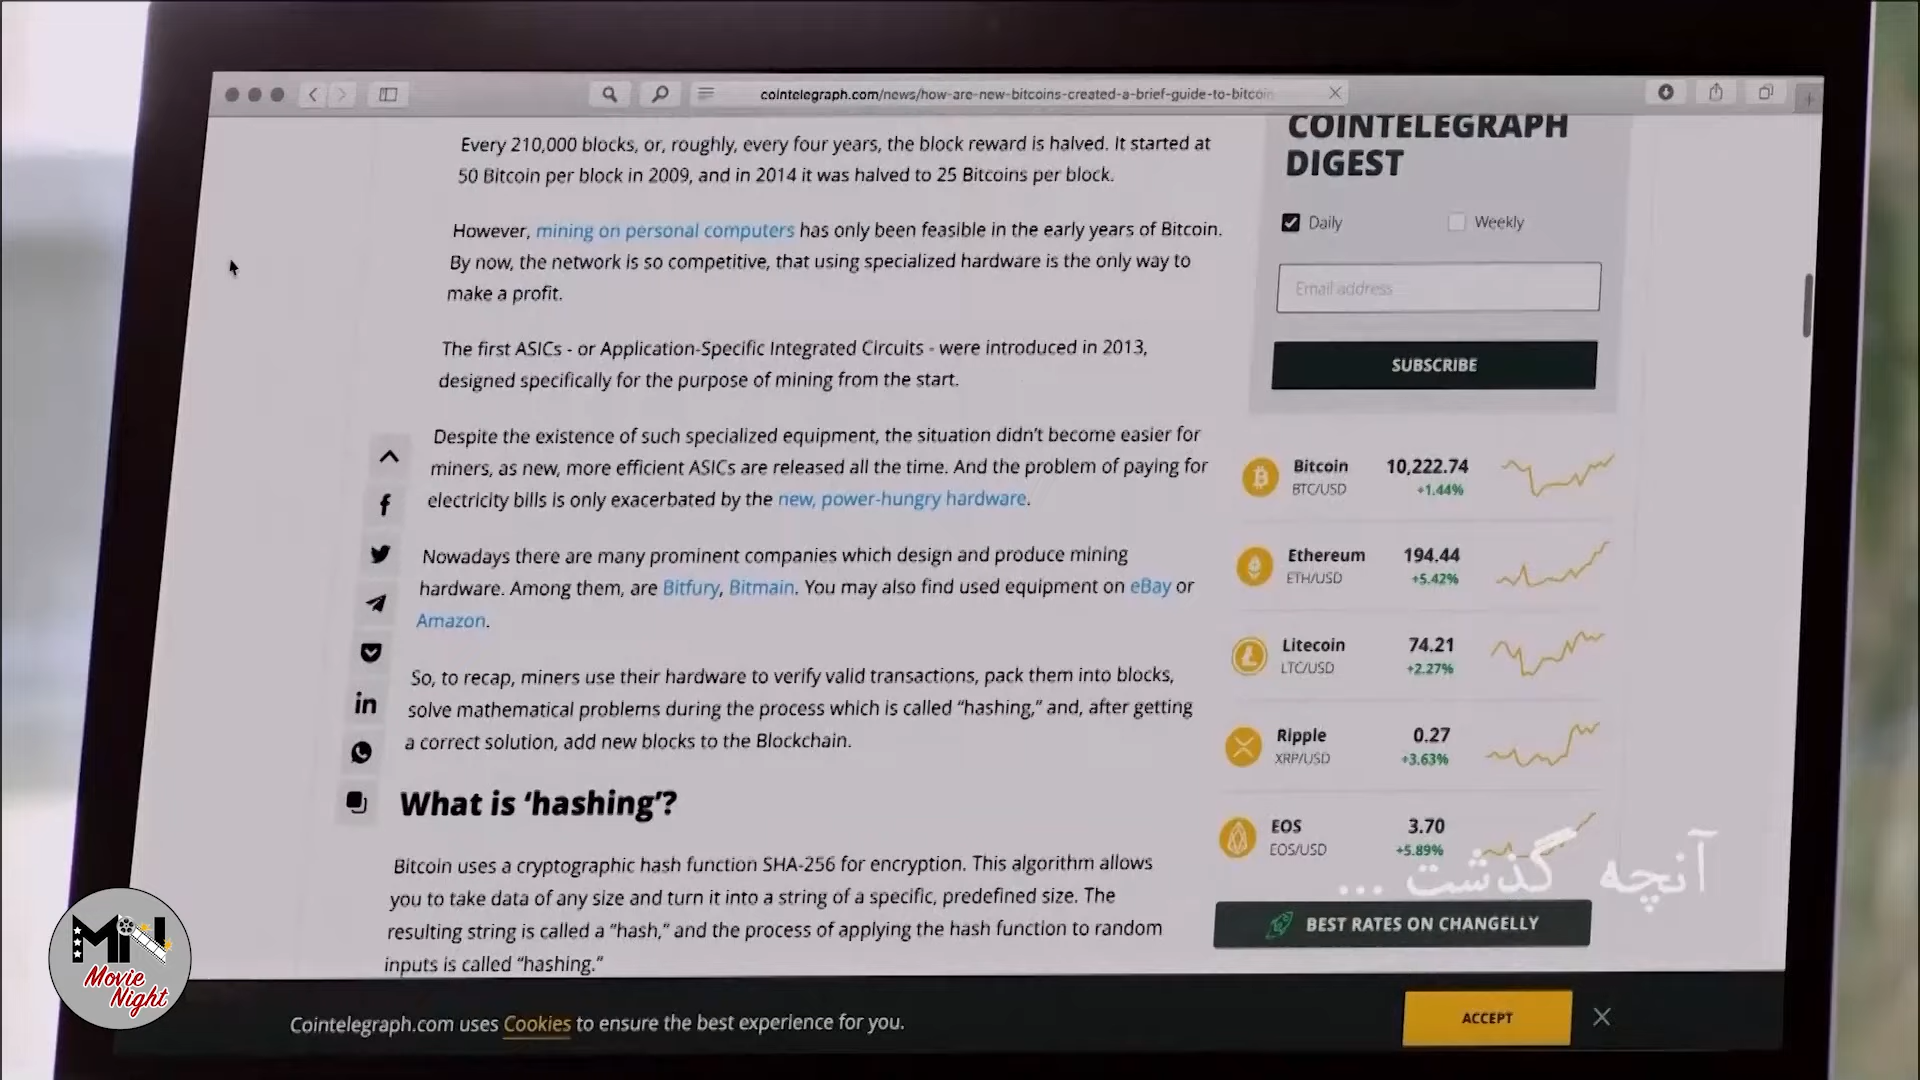 cointelegraph.com/news/how-are-new-bitcoins-created-a-brief-guide-to-bitcoin
Every 210,000 blocks, or, roughly, every four years, the block reward is halved. It started at
50 Bitcoin per block in 2009, and in 2014 it was halved to 25 Bitcoins per block.
However, mining on personal computers has only been feasible in the early years of Bitcoin.
By now, the network is so competitive, that using specialized hardware is the only way to
make a profit.
The first ASICs - or Application-Specific Integrated Circuits - were introduced in 2013,
designed specifically for the purpose of mining from the start.
Despite the existence of such specialized equipment, the situation didn't become easier for
miners, as new, more efficient ASICs are released all the time. And the problem of paying for
electricity bills is only exacerbated by the new, power-hungry hardware.
Nowadays there are many prominent companies which design and produce mining
hardware. Among them, are Bitfury, Bitmain. You may also find used equipment on eBay or
Amazon.
So, to recap, miners use their hardware to verify valid transactions, pack them into blocks,
solve mathematical problems during the process which is called “hashing,” and, after getting
a correct solution, add new blocks to the Blockchain.
What is ‘hashing’?
Bitcoin uses a cryptographic hash function SHA-256 for encryption. This algorithm allows
you to take data of any size and turn it into a string of a specific, predefined size. The
resulting string is called a “hash,” and the process of applying the hash function to random
inputs is called “hashing.”
COINTELEGRAPH
DIGEST
Daily Weekly
Email address
SUBSCRIBE
Bitcoin 10,222.74
BTC/USD +1.44%
Ethereum 194.44
ETH/USD +5.42%
Litecoin 74.21
LTC/USD +2.27%
Ripple 0.27
XRP/USD +3.63%
EOS 3.70
EOS/USD +5.89%
آنچه گذشت ...
BEST RATES ON CHANGELLY
Cointelegraph.com uses Cookies to ensure the best experience for you.
ACCEPT
MN
Movie
Night